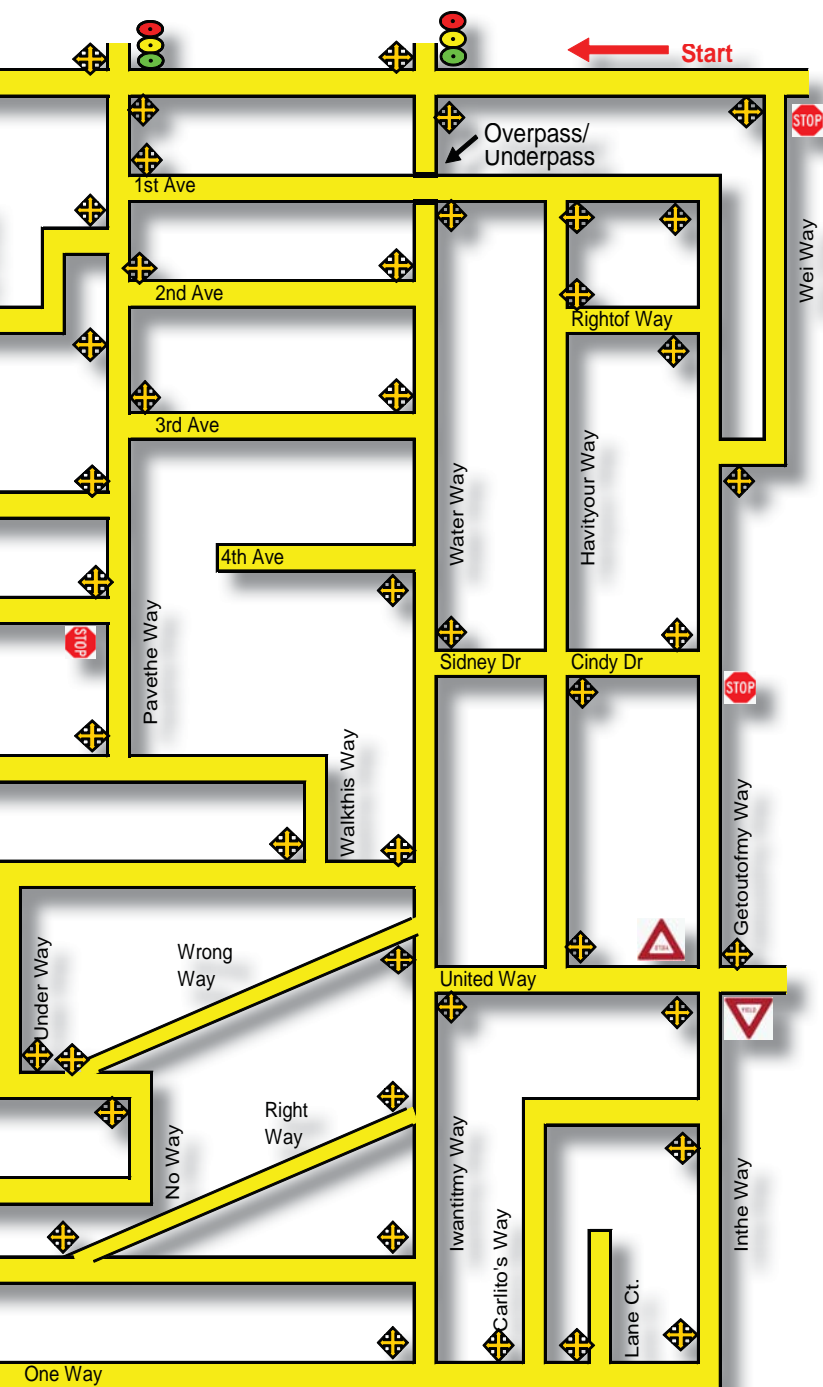 Start
STOP
Overpass/
Underpass
1st Ave
Wei Way
2nd Ave
Rightof Way
3rd Ave
Water Way
Havityour Way
4th Ave
STOP
Pavethe Way
Sidney Dr
Cindy Dr
STOP
Walkthis Way
Getoutofmy Way
Wrong
Way
United Way
Under Way
YIELD
Right
Way
No Way
Iwantitmy Way
Inthe Way
Carlito's Way
Lane Ct.
One Way